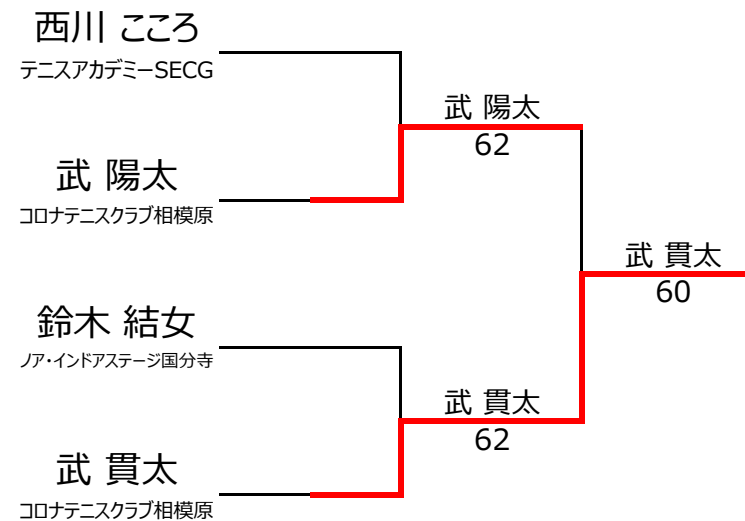 西川 こころ
テニスアカデミーSECG
武 陽太
62
武 陽太
コロナテニスクラブ相模原
武 貫太
60
鈴木 結女
ノア・インドアステージ国分寺
武 貫太
62
武 貫太
コロナテニスクラブ相模原